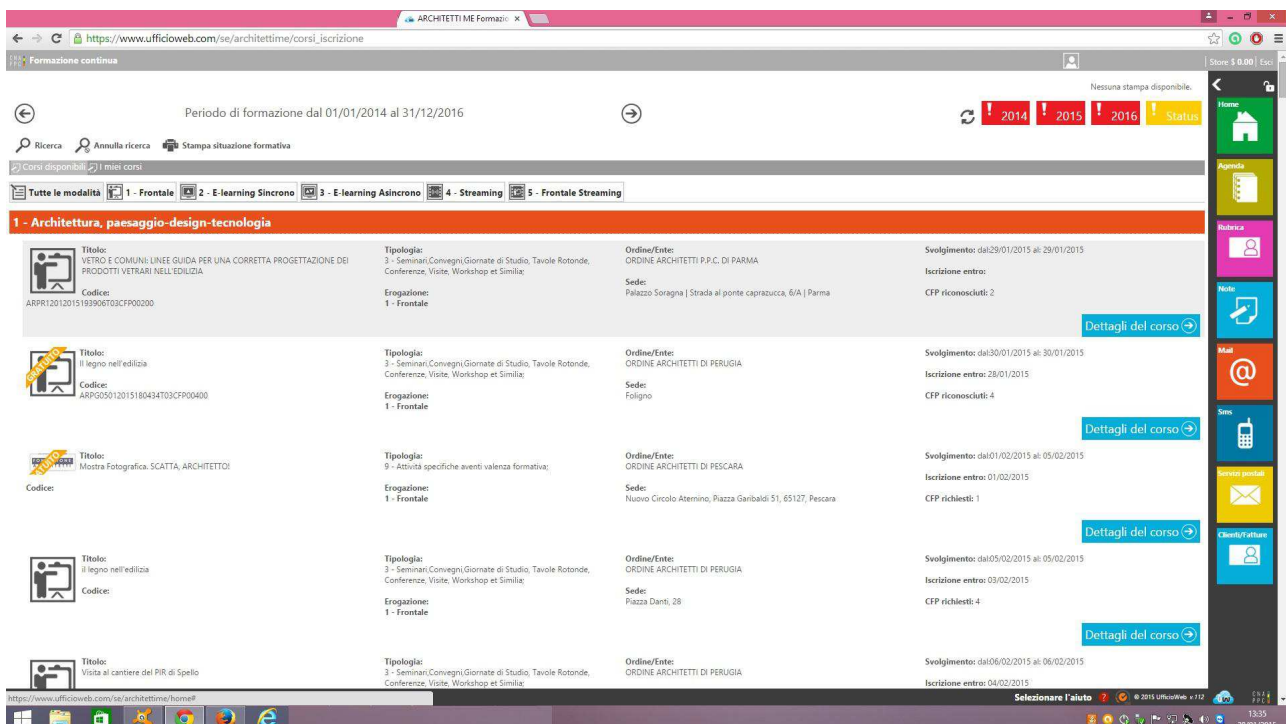 ARCHITETTI ME Formazio
https://www.ufficioweb.com/se/architettime/corsi_iscrizione
Formazione continua
Store $ 0.00 | Esci
Nessuna stampa disponibile.
Periodo di formazione dal 01/01/2014 al 31/12/2016
2014 2015 2016 Status
Ricerca Annulla ricerca Stampa situazione formativa
Corsi disponibili I miei corsi
Tutte le modalità 1 - Frontale 2 - E-learning Sincrono 3 - E-learning Asincrono 4 - Streaming 5 - Frontale Streaming
1 - Architettura, paesaggio-design-tecnologia
Titolo:
VETRO E COMUNI: LINEE GUIDA PER UNA CORRETTA PROGETTAZIONE DEI
PRODOTTI VETRARI NELL'EDILIZIA
Codice:
ARPR12012015193906T03CFP00200
Tipologia:
3 - Seminari,Convegni,Giornate di Studio, Tavole Rotonde,
Conferenze, Visite, Workshop et Similia;
Erogazione:
1 - Frontale
Ordine/Ente:
ORDINE ARCHITETTI P.P.C. DI PARMA
Sede:
Palazzo Soragna | Strada al ponte caprazucca, 6/A | Parma
Svolgimento: dal:29/01/2015 al: 29/01/2015
Iscrizione entro:
CFP riconosciuti: 2
Dettagli del corso
GRATUITO
Titolo:
Il legno nell'edilizia
Codice:
ARPG05012015180434T03CFP00400
Tipologia:
3 - Seminari,Convegni,Giornate di Studio, Tavole Rotonde,
Conferenze, Visite, Workshop et Similia;
Erogazione:
1 - Frontale
Ordine/Ente:
ORDINE ARCHITETTI DI PERUGIA
Sede:
Foligno
Svolgimento: dal:30/01/2015 al: 30/01/2015
Iscrizione entro: 28/01/2015
CFP riconosciuti: 4
Dettagli del corso
Titolo:
Mostra Fotografica. SCATTA, ARCHITETTO!
Codice:
Tipologia:
9 - Attività specifiche aventi valenza formativa;
Erogazione:
1 - Frontale
Ordine/Ente:
ORDINE ARCHITETTI DI PESCARA
Sede:
Nuovo Circolo Aternino, Piazza Garibaldi 51, 65127, Pescara
Svolgimento: dal:01/02/2015 al: 05/02/2015
Iscrizione entro: 01/02/2015
CFP richiesti: 1
Dettagli del corso
Titolo:
il legno nell'edilizia
Codice:
Tipologia:
3 - Seminari,Convegni,Giornate di Studio, Tavole Rotonde,
Conferenze, Visite, Workshop et Similia;
Erogazione:
1 - Frontale
Ordine/Ente:
ORDINE ARCHITETTI DI PERUGIA
Sede:
Piazza Danti, 28
Svolgimento: dal:05/02/2015 al: 05/02/2015
Iscrizione entro: 03/02/2015
CFP richiesti: 4
Dettagli del corso
Titolo:
Visita al cantiere del PIR di Spello
Tipologia:
3 - Seminari,Convegni,Giornate di Studio, Tavole Rotonde,
Conferenze, Visite, Workshop et Similia;
Ordine/Ente:
ORDINE ARCHITETTI DI PERUGIA
Svolgimento: dal:06/02/2015 al: 06/02/2015
Iscrizione entro: 04/02/2015
Home
Agenda
Rubrica
Note
Mail
Sms
Servizi postali
Clienti/Fatture
https://www.ufficioweb.com/se/architettime/home#
Selezionare l'aiuto
© 2015 UfficioWeb v.112
13:35